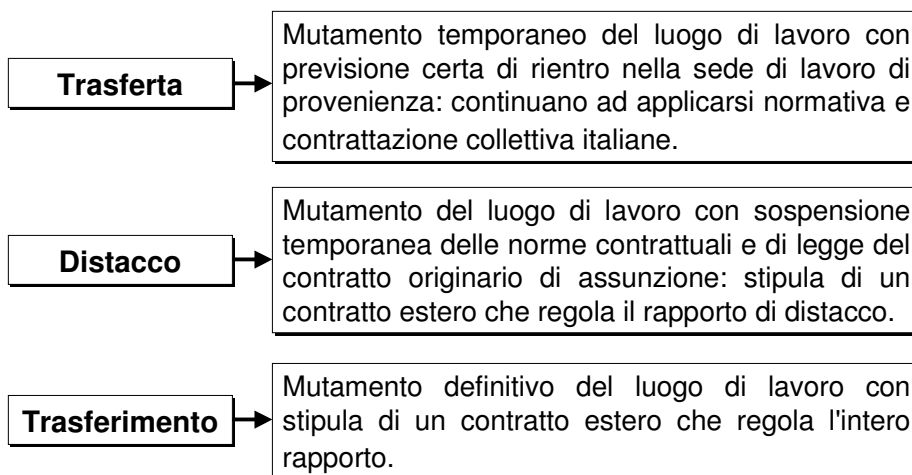 Trasferta
Mutamento temporaneo del luogo di lavoro con
previsione certa di rientro nella sede di lavoro di
provenienza: continuano ad applicarsi normativa e
contrattazione collettiva italiane.
Distacco
Mutamento del luogo di lavoro con sospensione
temporanea delle norme contrattuali e di legge del
contratto originario di assunzione: stipula di un
contratto estero che regola il rapporto di distacco.
Trasferimento
Mutamento definitivo del luogo di lavoro con
stipula di un contratto estero che regola l'intero
rapporto.